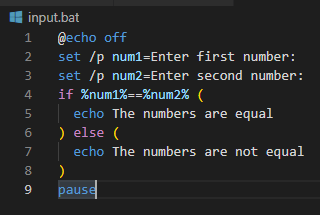 input.bat
1 @echo off
2 set /p num1=Enter first number:
3 set /p num2=Enter second number:
4 if %num1%==%num2% (
5   echo The numbers are equal
6 ) else (
7   echo The numbers are not equal
8 )
9 pause